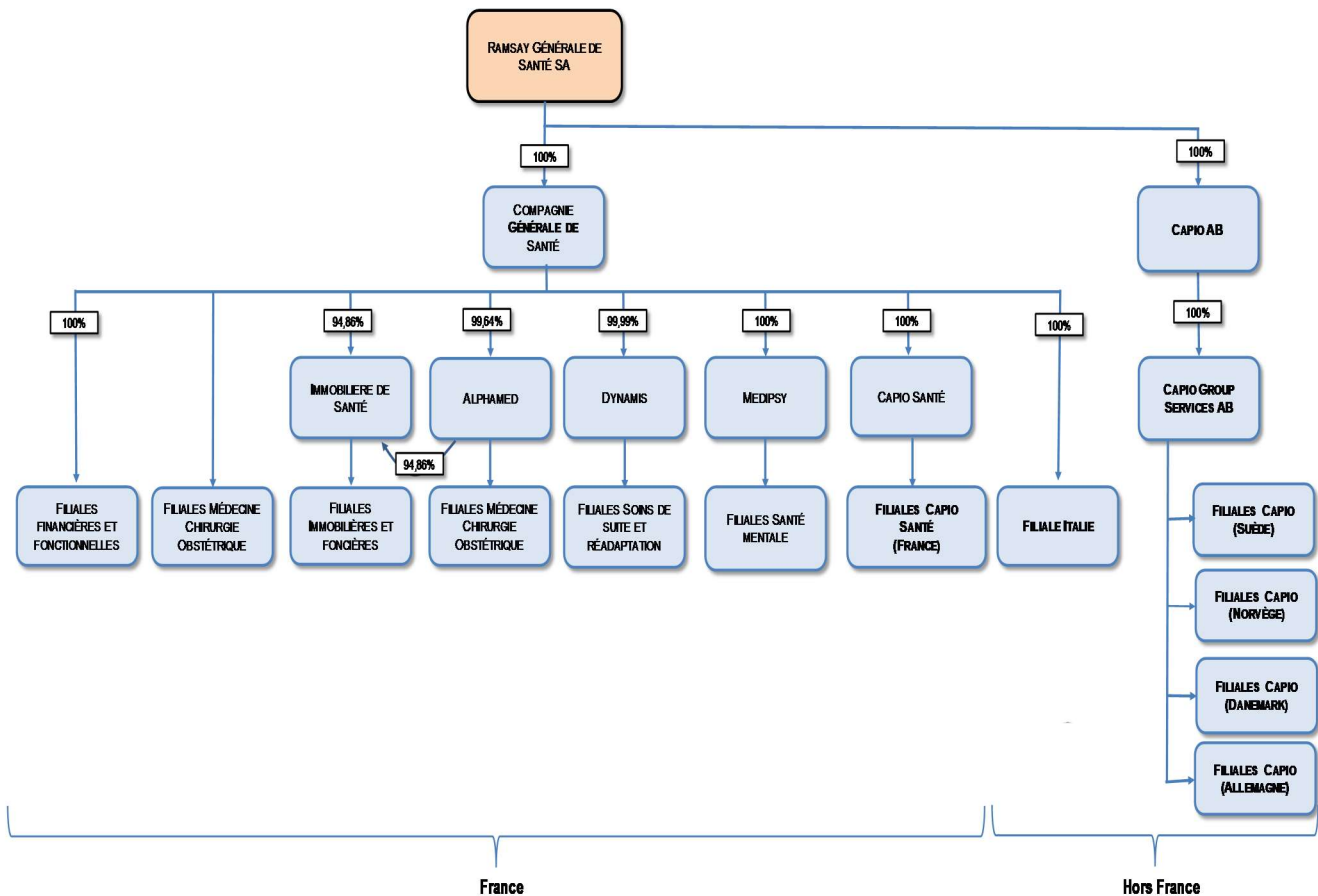 RAMSAY GÉNÉRALE DE
SANTÉ SA
100%
100%
COMPAGNIE
GÉNÉRALE DE
SANTÉ
CAPIO AB
100%
94,86%
99,64%
99,99%
100%
100%
100%
100%
IMMOBILIERE DE
SANTÉ
ALPHAMED
DYNAMIS
MEDIPSY
CAPIO SANTÉ
CAPIO GROUP
SERVICES AB
94,86%
FILIALES
FINANCIÈRES ET
FONCTIONNELLES
FILIALES MÉDECINE
CHIRURGIE
OBSTÉTRIQUE
FILIALES
IMMOBILIÈRES ET
FONCIÈRES
FILIALES MÉDECINE
CHIRURGIE
OBSTÉTRIQUE
FILIALES SOINS DE
SUITE ET
RÉADAPTATION
FILIALES SANTÉ
MENTALE
FILIALES CAPIO
SANTÉ
(FRANCE)
FILIALE ITALIE
FILIALES CAPIO
(SUÈDE)
FILIALES CAPIO
(NORVÈGE)
FILIALES CAPIO
(DANEMARK)
FILIALES CAPIO
(ALLEMAGNE)
France
Hors France